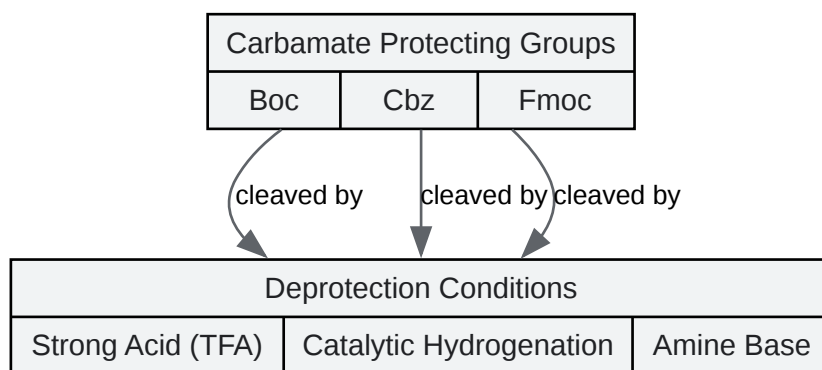 Carbamate Protecting Groups
Boc Cbz Fmoc
cleaved by cleaved by cleaved by
Deprotection Conditions
Strong Acid (TFA) Catalytic Hydrogenation Amine Base